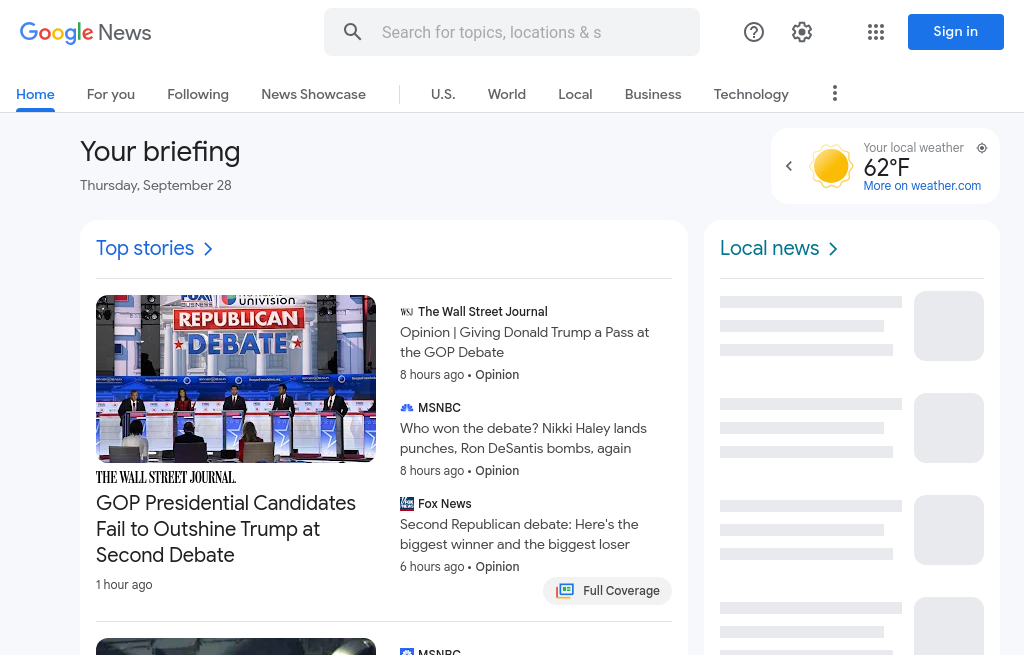 Google News
Search for topics, locations & s
Sign in
Home
For you
Following
News Showcase
U.S.
World
Local
Business
Technology
Your briefing
Thursday, September 28
Your local weather
62°F
More on weather.com
Top stories
Local news
FOX
BUSINESS
UNIVISION
REPUBLICAN
DEBATE
THE WALL STREET JOURNAL.
GOP Presidential Candidates
Fail to Outshine Trump at
Second Debate
1 hour ago
WSJ The Wall Street Journal
Opinion | Giving Donald Trump a Pass at
the GOP Debate
8 hours ago • Opinion
MSNBC
Who won the debate? Nikki Haley lands
punches, Ron DeSantis bombs, again
8 hours ago • Opinion
Fox News
Second Republican debate: Here's the
biggest winner and the biggest loser
6 hours ago • Opinion
Full Coverage
MSNBC